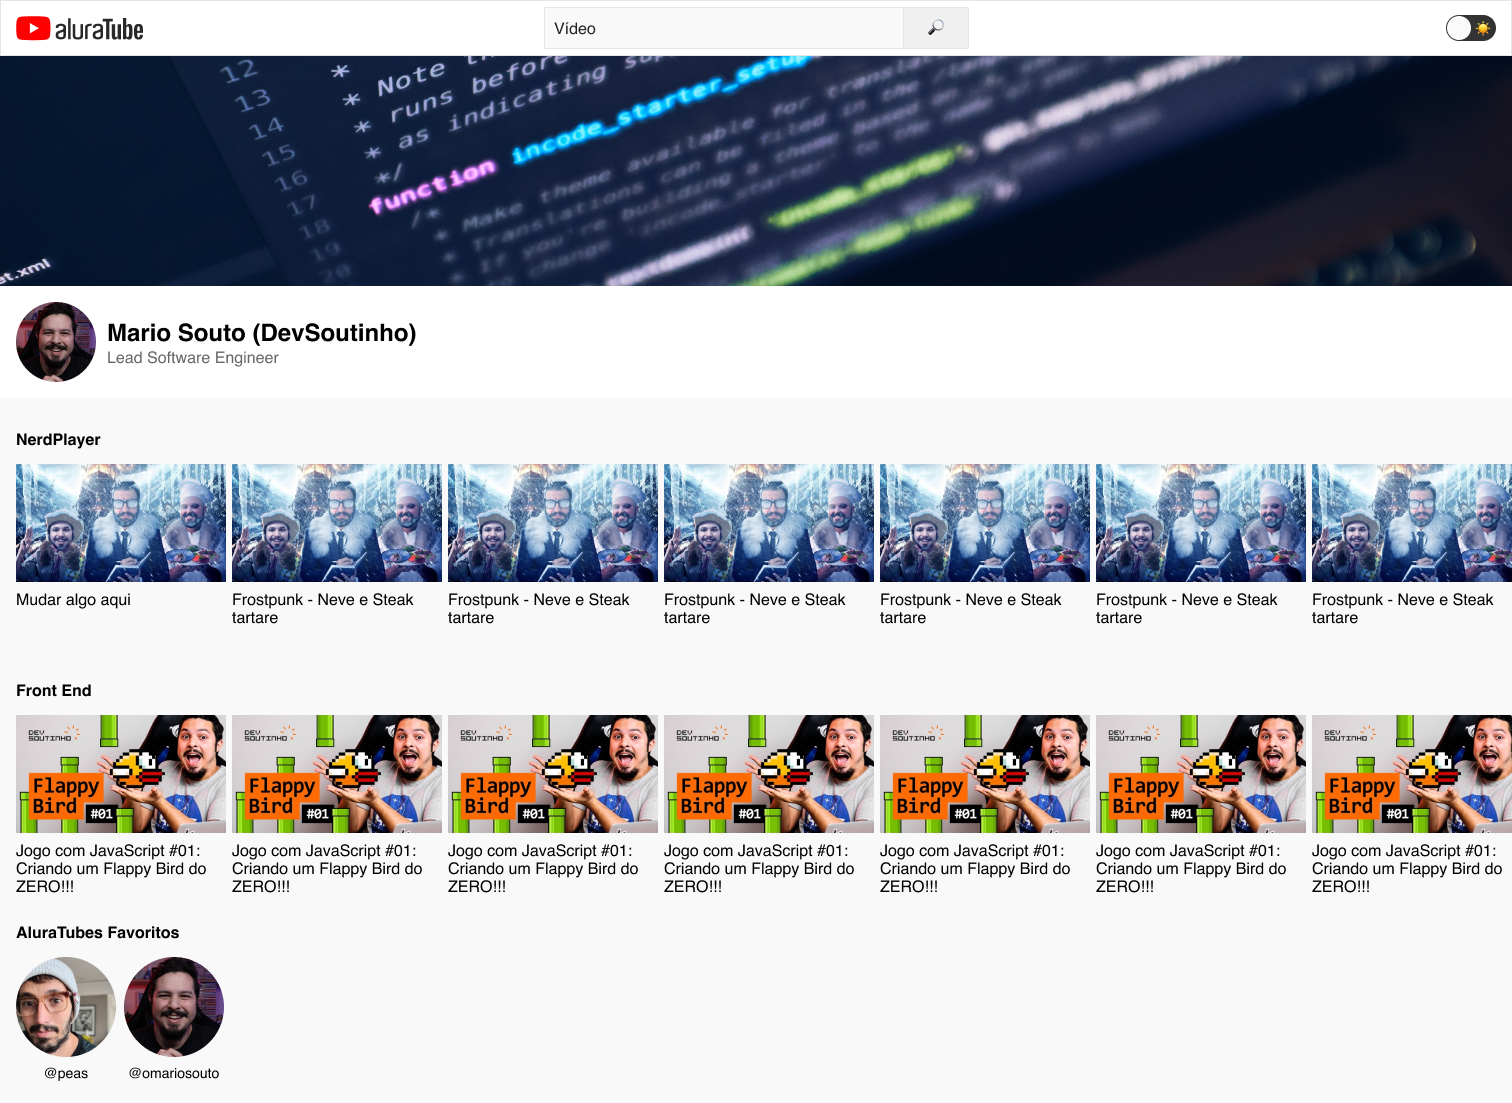 aluraTube
Vídeo
12
13
14
15
16
17
18
19
20
* Note
* runs before
* as indicating
*/
function incode_starter_setup
/*
* Make theme available for translation
* Translations can be filed in the /languages/
* If you're building a theme based on
* to change 'incode_starter' to the name of
et.xml
Mario Souto (DevSoutinho)
Lead Software Engineer
NerdPlayer
Mudar algo aqui
Frostpunk - Neve e Steak
tartare
Frostpunk - Neve e Steak
tartare
Frostpunk - Neve e Steak
tartare
Frostpunk - Neve e Steak
tartare
Frostpunk - Neve e Steak
tartare
Frostpunk - Neve e Steak
tartare
Front End
DEV
SOUTINHO
Flappy
Bird
#01
DEV
SOUTINHO
Flappy
Bird
#01
DEV
SOUTINHO
Flappy
Bird
#01
DEV
SOUTINHO
Flappy
Bird
#01
DEV
SOUTINHO
Flappy
Bird
#01
DEV
SOUTINHO
Flappy
Bird
#01
DEV
SOUTINHO
Flappy
Bird
#01
Jogo com JavaScript #01:
Criando um Flappy Bird do
ZERO!!!
Jogo com JavaScript #01:
Criando um Flappy Bird do
ZERO!!!
Jogo com JavaScript #01:
Criando um Flappy Bird do
ZERO!!!
Jogo com JavaScript #01:
Criando um Flappy Bird do
ZERO!!!
Jogo com JavaScript #01:
Criando um Flappy Bird do
ZERO!!!
Jogo com JavaScript #01:
Criando um Flappy Bird do
ZERO!!!
Jogo com JavaScript #01:
Criando um Flappy Bird do
ZERO!!!
AluraTubes Favoritos
@peas
@omariosouto